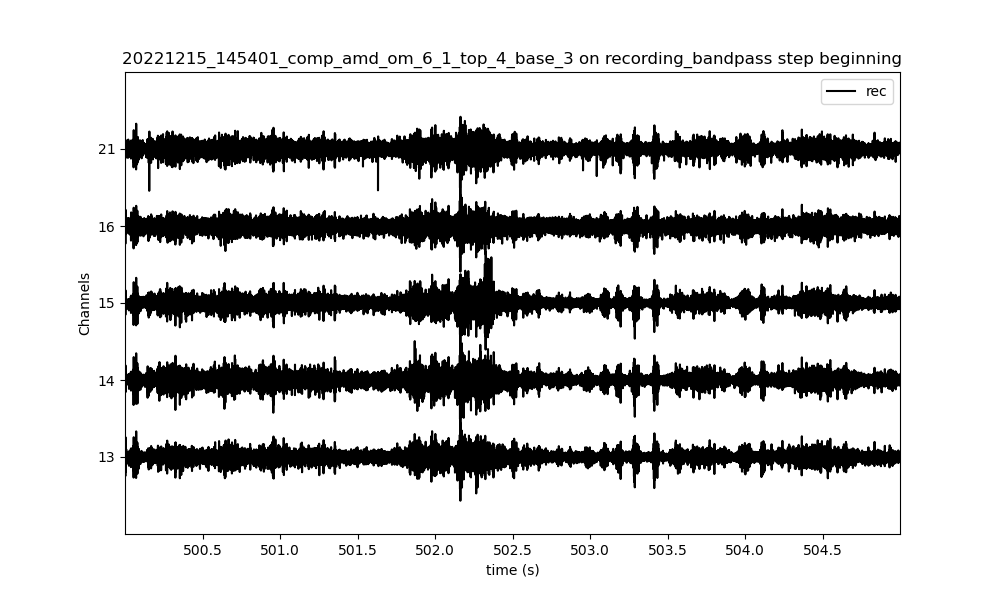 20221215_145401_comp_amd_om_6_1_top_4_base_3 on recording_bandpass step beginning
rec
21
16
15
14
13
Channels
500.5 501.0 501.5 502.0 502.5 503.0 503.5 504.0 504.5
time (s)